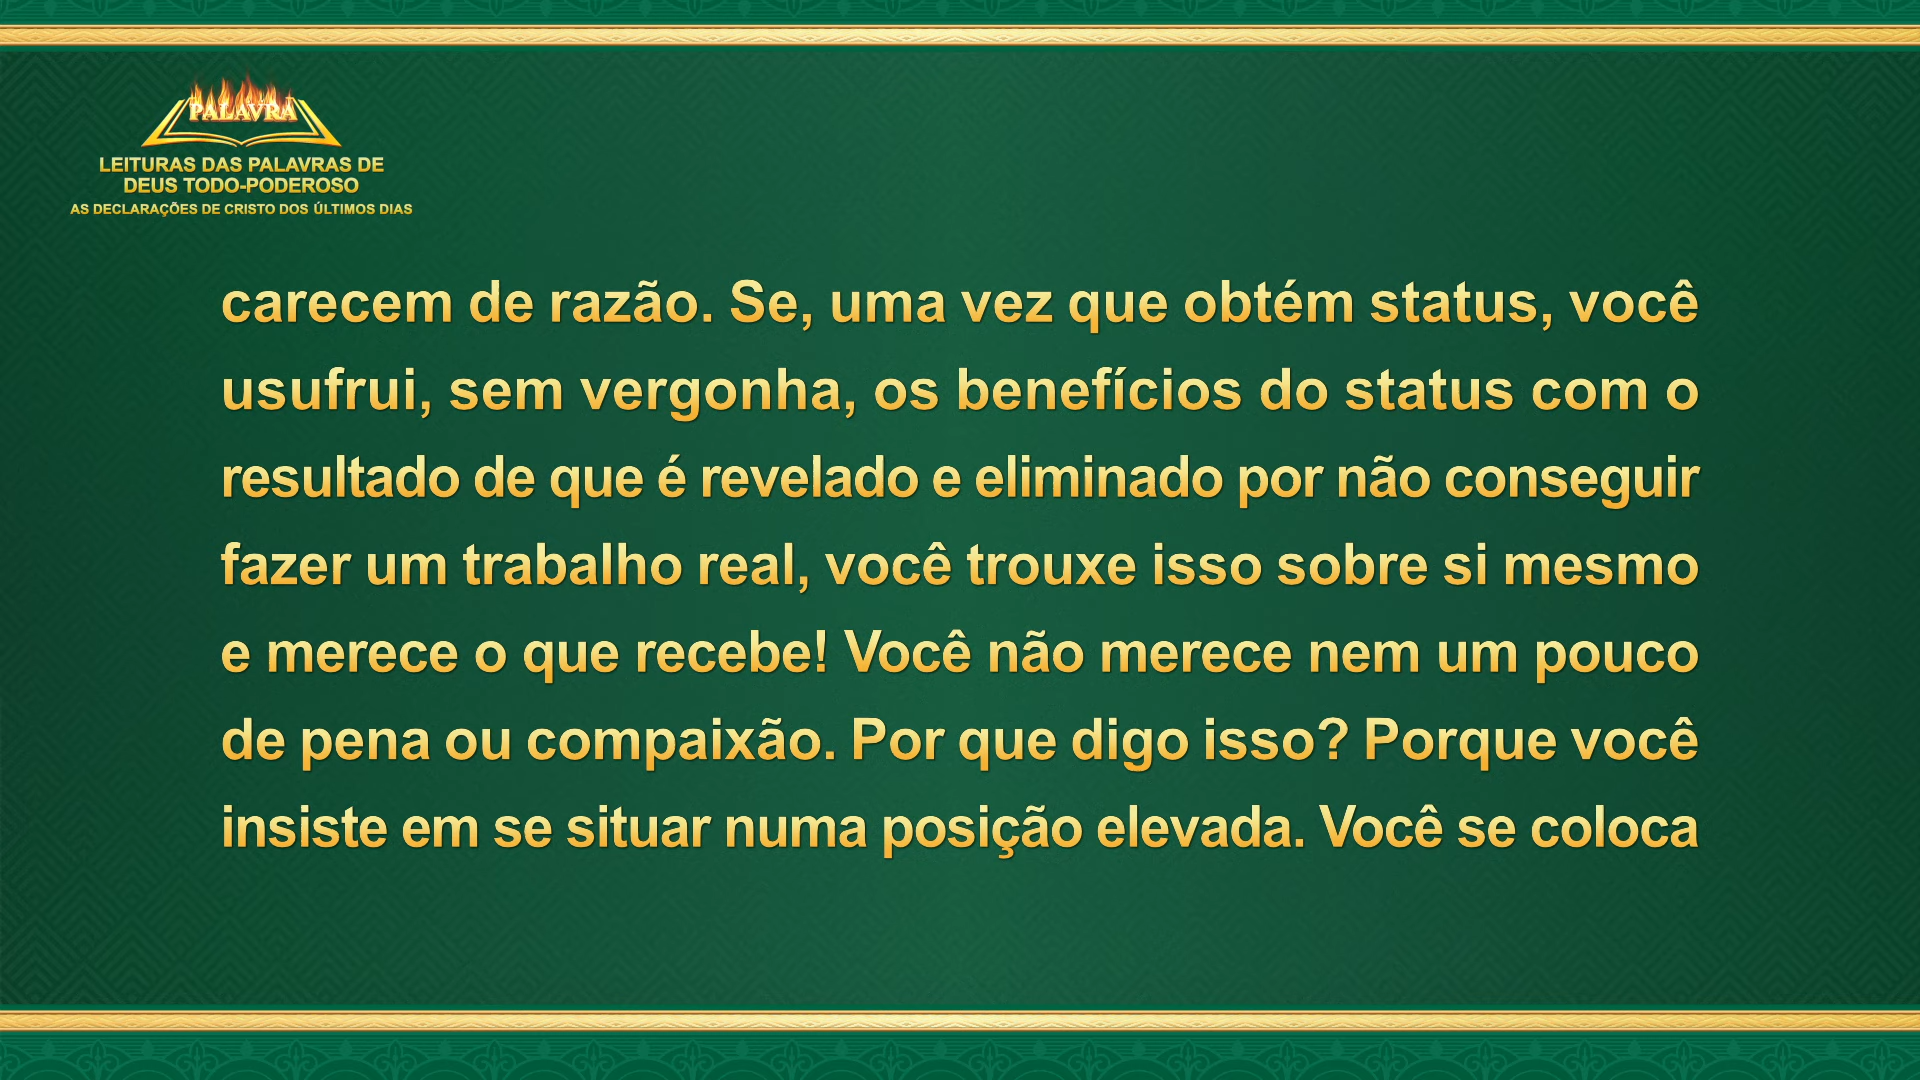 PALAVRA
LEITURAS DAS PALAVRAS DE
DEUS TODO-PODEROSO
AS DECLARAÇÕES DE CRISTO DOS ÚLTIMOS DIAS
carecem de razão. Se, uma vez que obtém status, você
usufrui, sem vergonha, os benefícios do status com o
resultado de que é revelado e eliminado por não conseguir
fazer um trabalho real, você trouxe isso sobre si mesmo
e merece o que recebe! Você não merece nem um pouco
de pena ou compaixão. Por que digo isso? Porque você
insiste em se situar numa posição elevada. Você se coloca